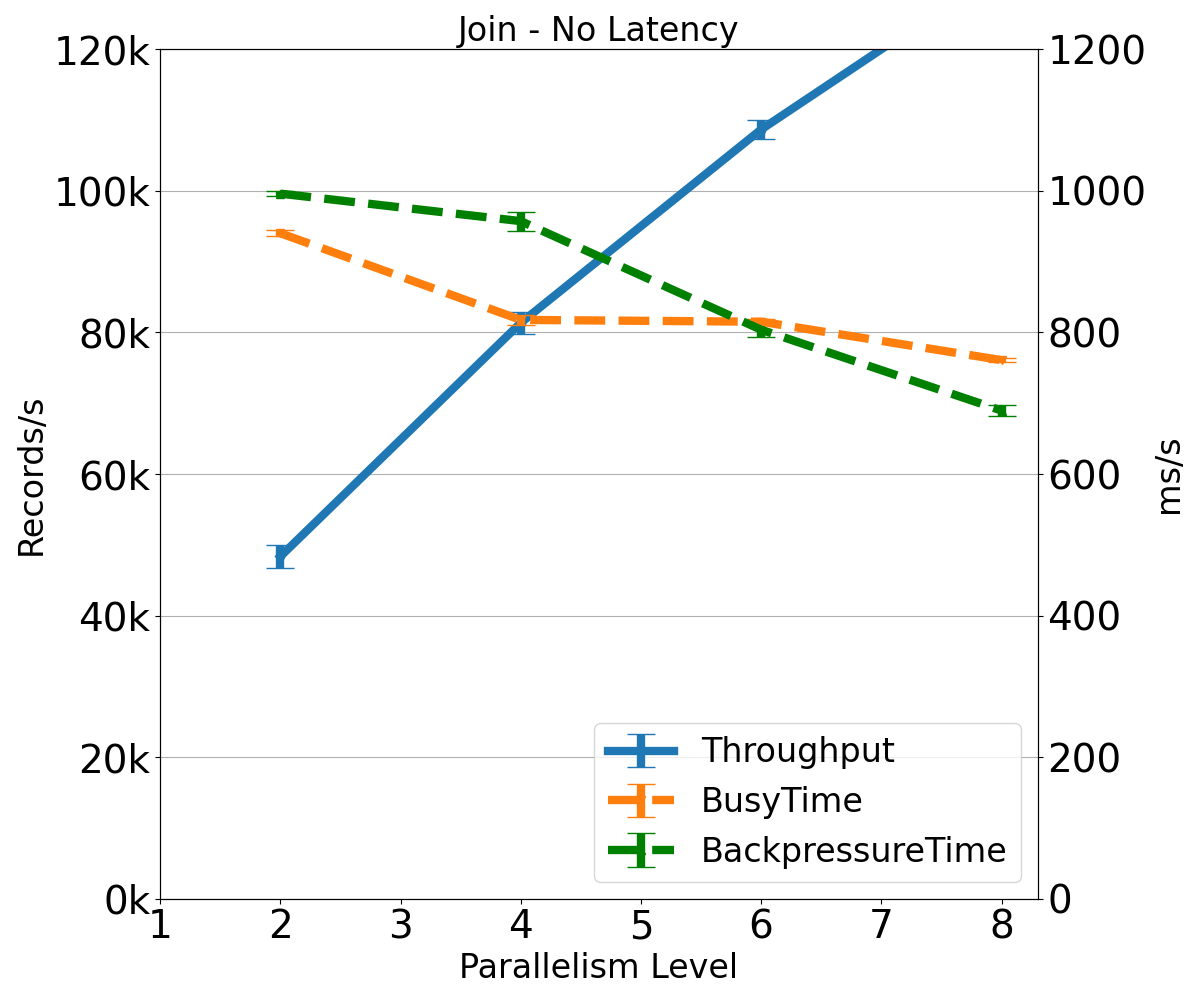 Join - No Latency
120k
100k
80k
60k
40k
20k
0k
Records/s
1200
1000
800
600
400
200
0
ms/s
1 2 3 4 5 6 7 8
Parallelism Level
Throughput
BusyTime
BackpressureTime